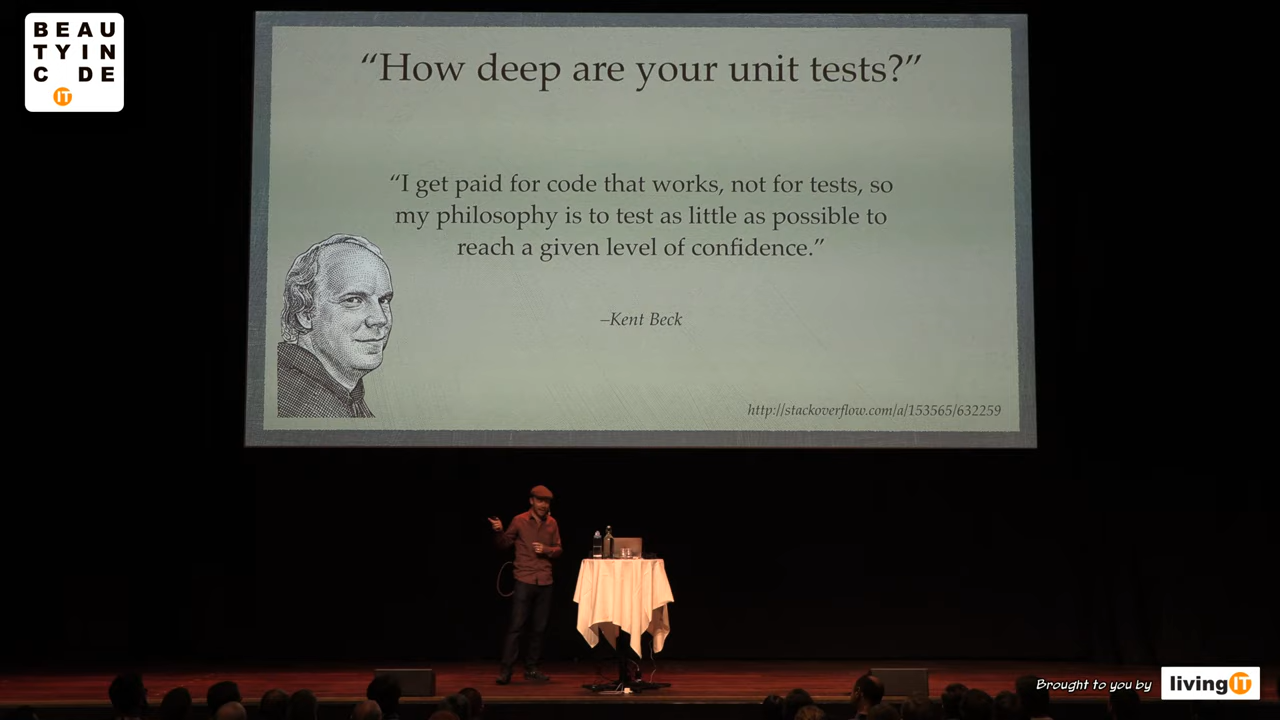 BEAU
TYIN
C DE
IT
“How deep are your unit tests?”
“I get paid for code that works, not for tests, so
my philosophy is to test as little as possible to
reach a given level of confidence.”
–Kent Beck
http://stackoverflow.com/a/153565/632259
Brought to you by livingIT